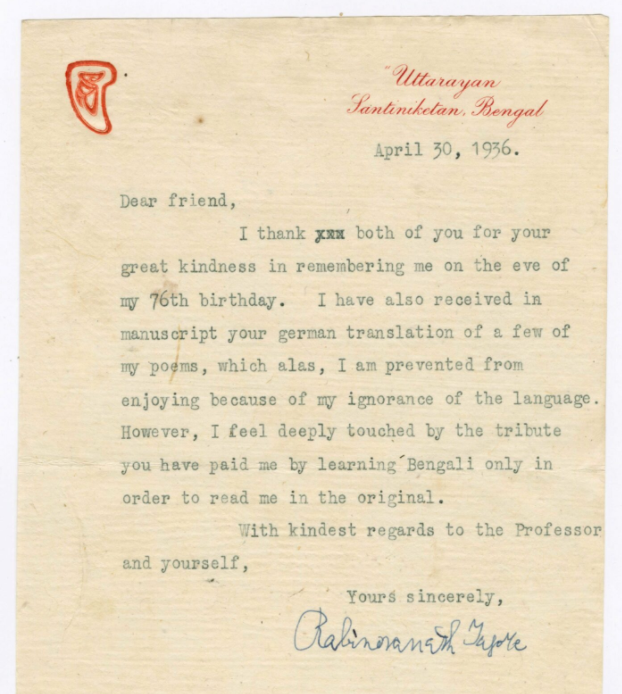 Uttarayan
Santiniketan, Bengal
April 30, 1936.
Dear friend,
I thank xxx both of you for your
great kindness in remembering me on the eve of
my 76th birthday. I have also received in
manuscript your german translation of a few of
my poems, which alas, I am prevented from
enjoying because of my ignorance of the language.
However, I feel deeply touched by the tribute
you have paid me by learning Bengali only in
order to read me in the original.
With kindest regards to the Professor
and yourself,
Yours sincerely,
Rabindranath Tagore